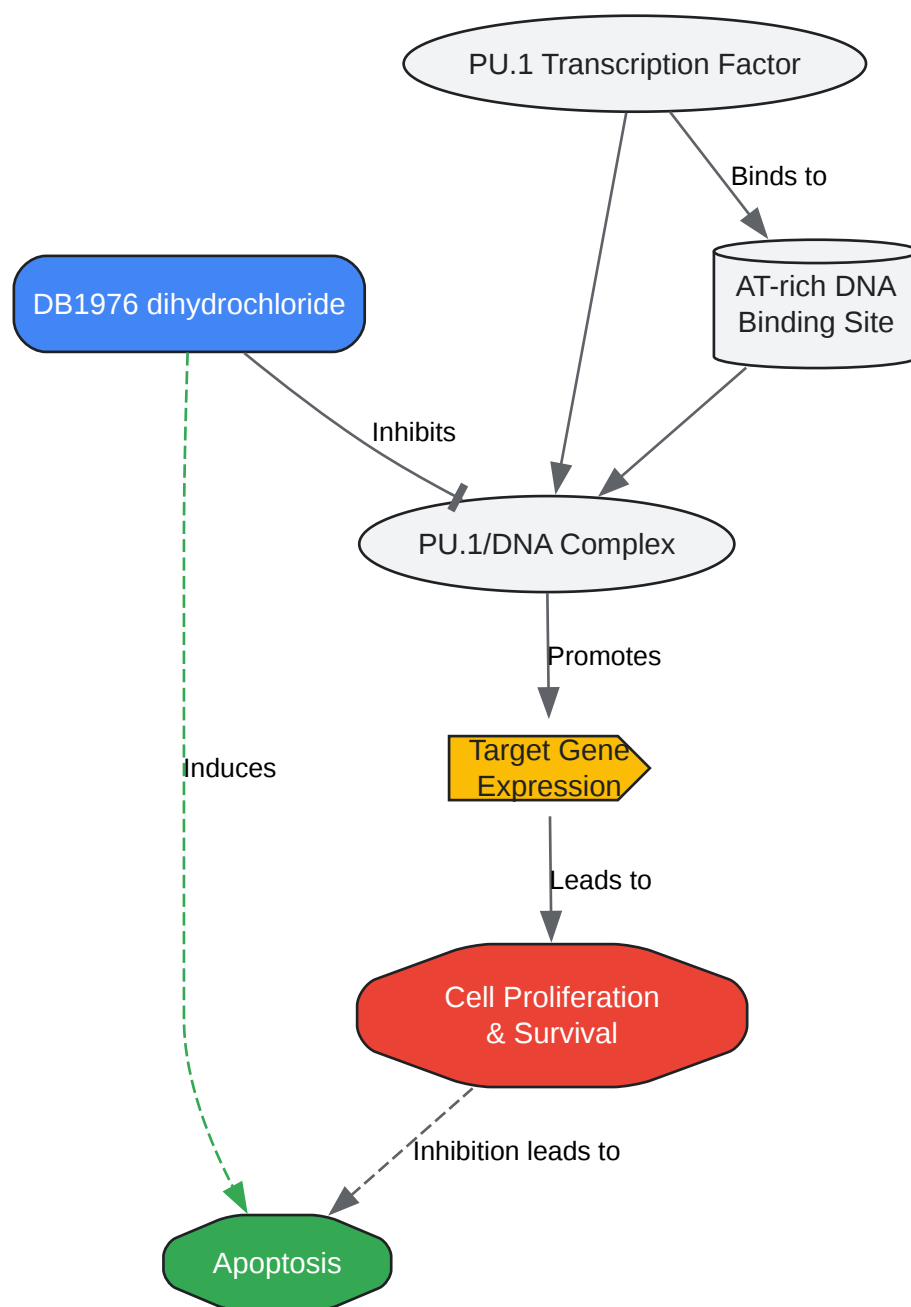 PU.1 Transcription Factor
Binds to
DB1976 dihydrochloride
AT-rich DNA
Binding Site
Inhibits
PU.1/DNA Complex
Promotes
Target Gene
Expression
Induces
Leads to
Cell Proliferation
& Survival
Inhibition leads to
Apoptosis